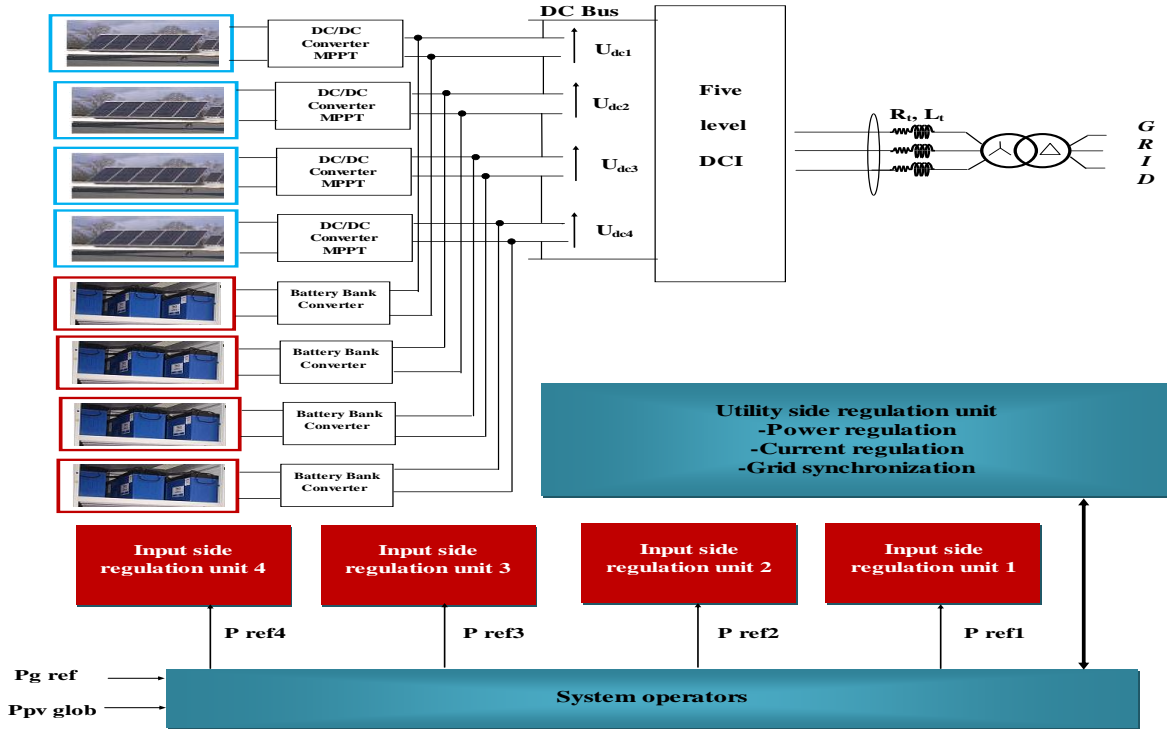 DC Bus
DC/DC
Converter
MPPT
DC/DC
Converter
MPPT
DC/DC
Converter
MPPT
DC/DC
Converter
MPPT
Udc1
Udc2
Udc3
Udc4
Five
level
DCI
Rt, Lt
G
R
I
D
Battery Bank
Converter
Battery Bank
Converter
Battery Bank
Converter
Battery Bank
Converter
Utility side regulation unit
-Power regulation
-Current regulation
-Grid synchronization
Input side
regulation unit 4
Input side
regulation unit 3
Input side
regulation unit 2
Input side
regulation unit 1
P ref4
P ref3
P ref2
P ref1
Pg ref
Ppv glob
System operators